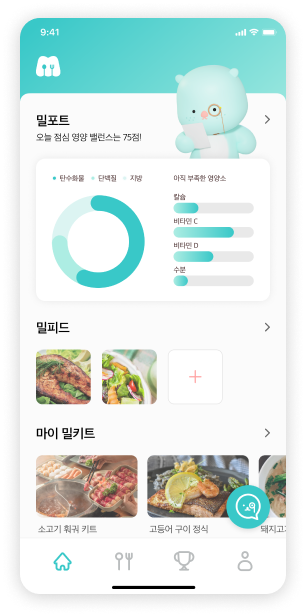 9:41
밀포트
오늘 점심 영양 밸런스는 75점!
탄수화물 단백질 지방
아직 부족한 영양소
칼슘
비타민 C
비타민 D
수분
밀피드
마이 밀키트
소고기 훠궈 키트
고등어 구이 정식
돼지고